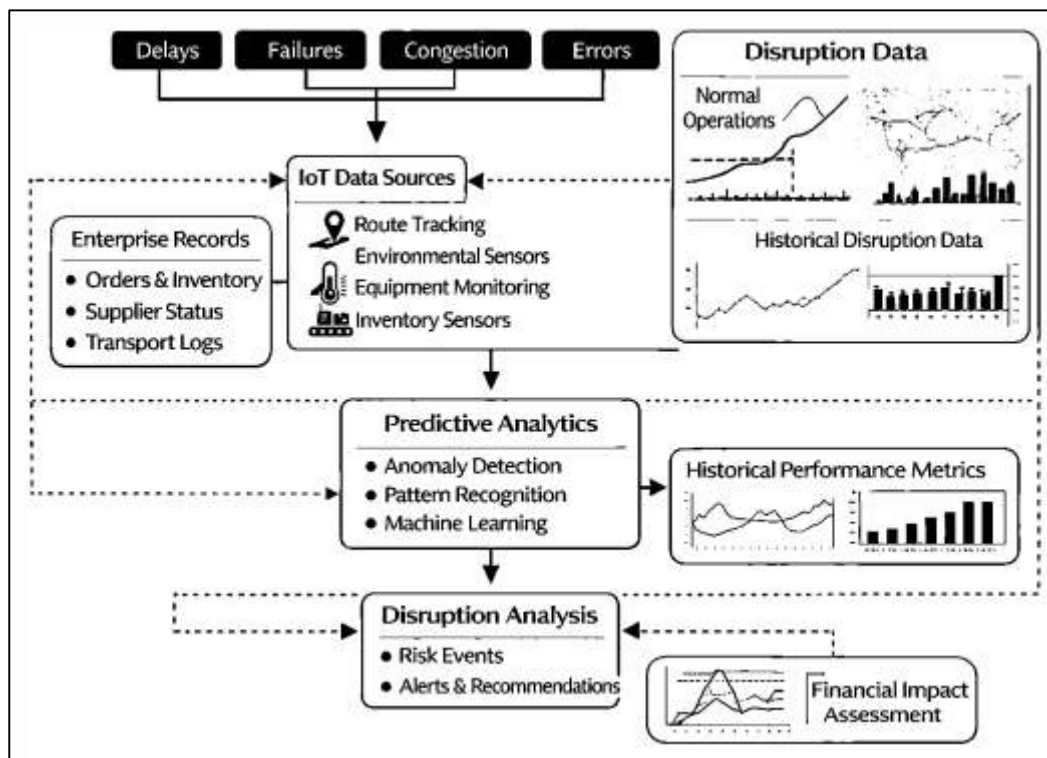 Delays
Failures
Congestion
Errors
Disruption Data
Normal
Operations
Historical Disruption Data
IoT Data Sources
Route Tracking
Environmental Sensors
Equipment Monitoring
Inventory Sensors
Enterprise Records
• Orders & Inventory
• Supplier Status
• Transport Logs
Predictive Analytics
• Anomaly Detection
• Pattern Recognition
• Machine Learning
Historical Performance Metrics
Disruption Analysis
• Risk Events
• Alerts & Recommendations
Financial Impact
Assessment